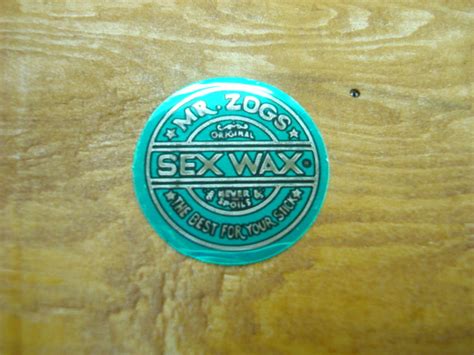 MR. ZOGS
ORIGINAL
SEX WAX
NEVER
SPOILS
THE BEST FOR YOUR STICK